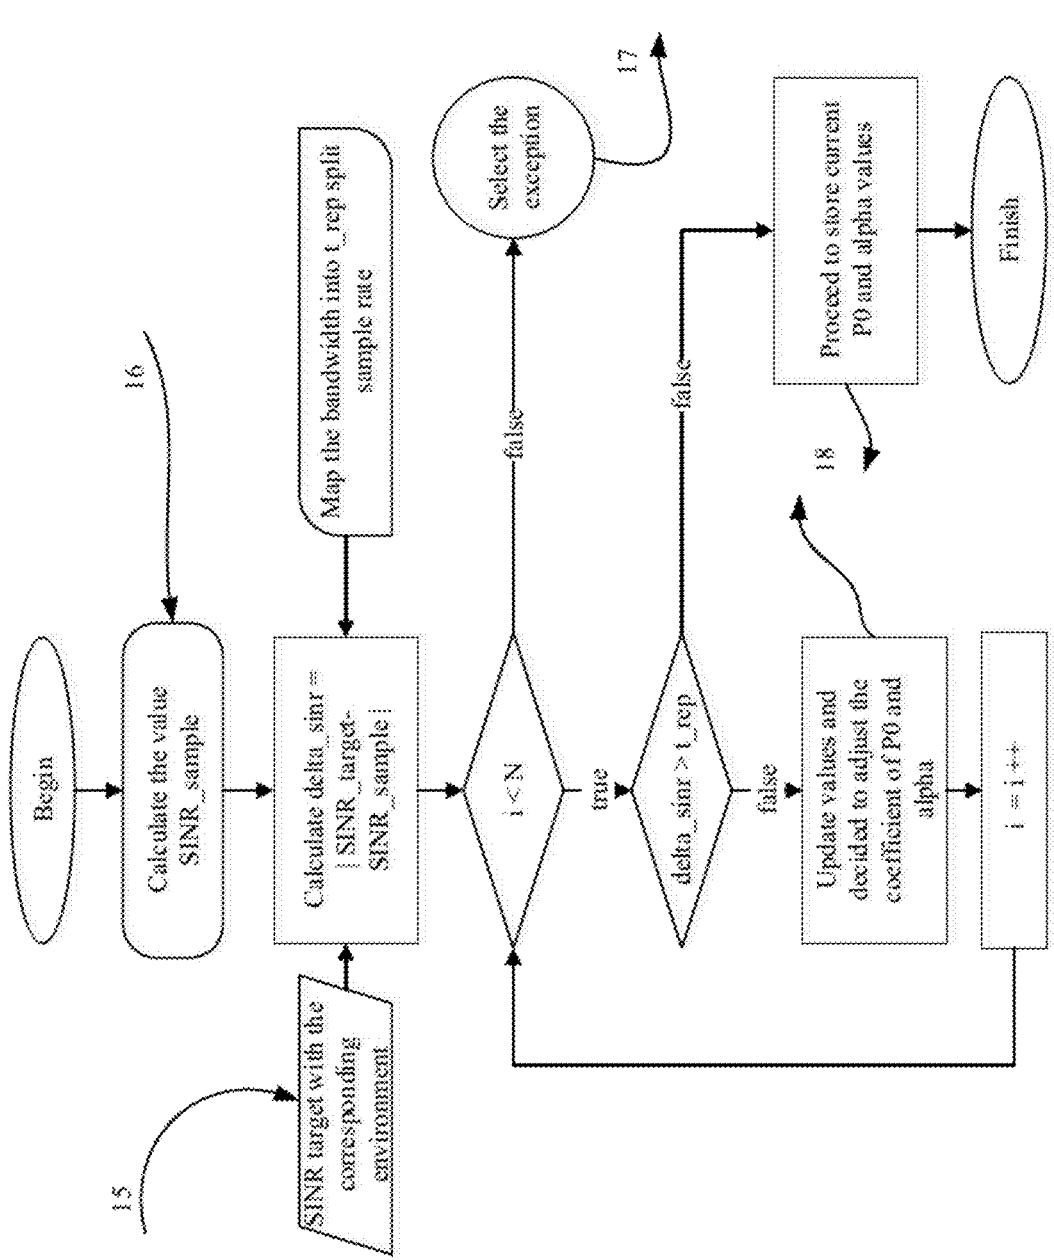 Begin
16
Calculate the value
SINR_sample
15
SINR target with the
corresponding
environment
Calculate delta_sinr=
| SINR_target-
SINR_sample |
Map the bandwidth into t_rep split
sample rate
i < N
false
Select the
exception
17
true
delta_sinr > t_rep
false
false
Update values and
decided to adjust the
coefficient of P0 and
alpha
18
Proceed to store current
P0 and alpha values
i = i ++
Finish